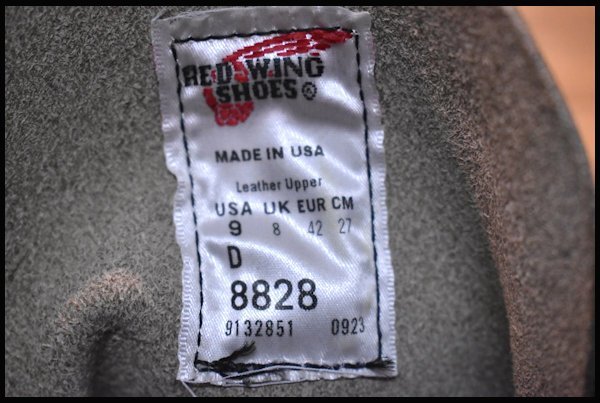 RED WING
SHOES®
MADE IN USA
Leather Upper
USA UK EUR CM
9 8 42 27
D
8828
9132851 0923